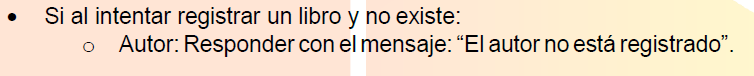 • Si al intentar registrar un libro y no existe:
o Autor: Responder con el mensaje: “El autor no está registrado”.